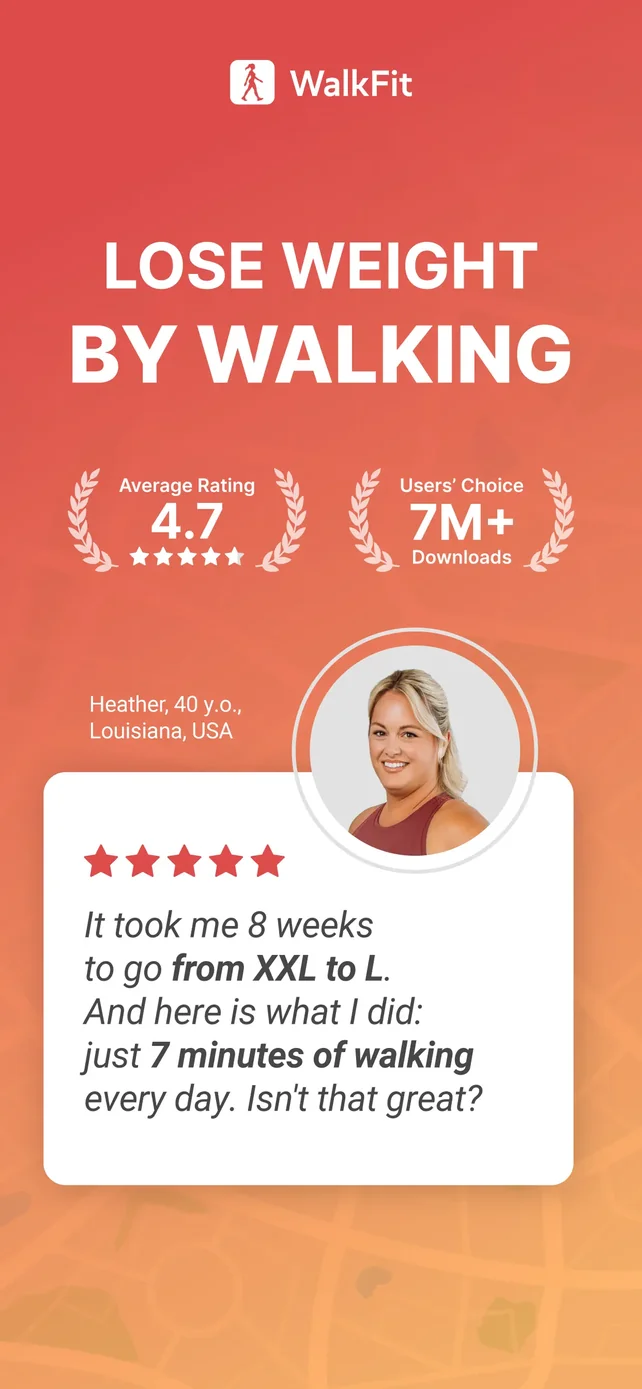 WalkFit
LOSE WEIGHT
BY WALKING
Average Rating
4.7
Users’ Choice
7M+
Downloads
Heather, 40 y.o.,
Louisiana, USA
It took me 8 weeks
to go from XXL to L.
And here is what I did:
just 7 minutes of walking
every day. Isn't that great?